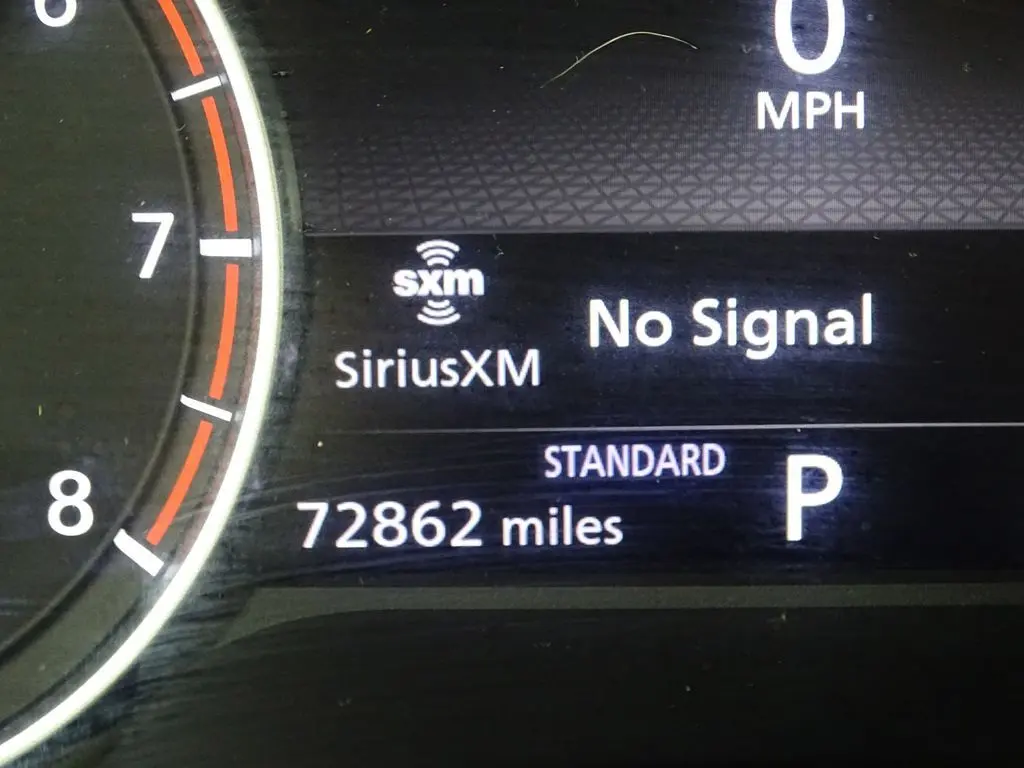 6
0
MPH
7
sxm
SiriusXM
No Signal
STANDARD
8
72862 miles
P